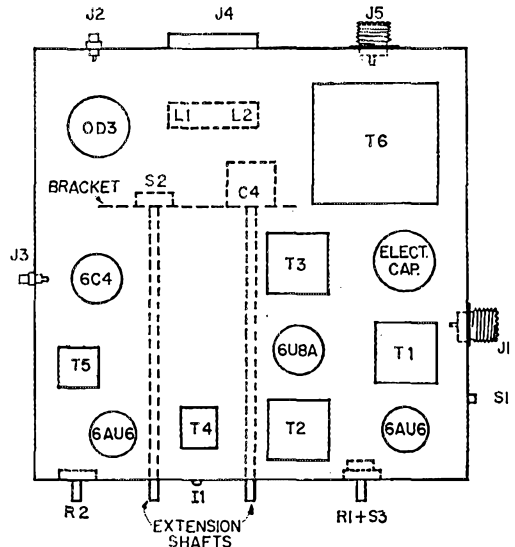 J2
J4
J5
OD3
L1 L2
T6
S2
C4
BRACKET
J3
6C4
T3
ELECT.
CAP.
6U8A
T1
J1
T5
S1
6AU6
T4
T2
6AU6
R2
I1
R1+S3
EXTENSION
SHAFTS